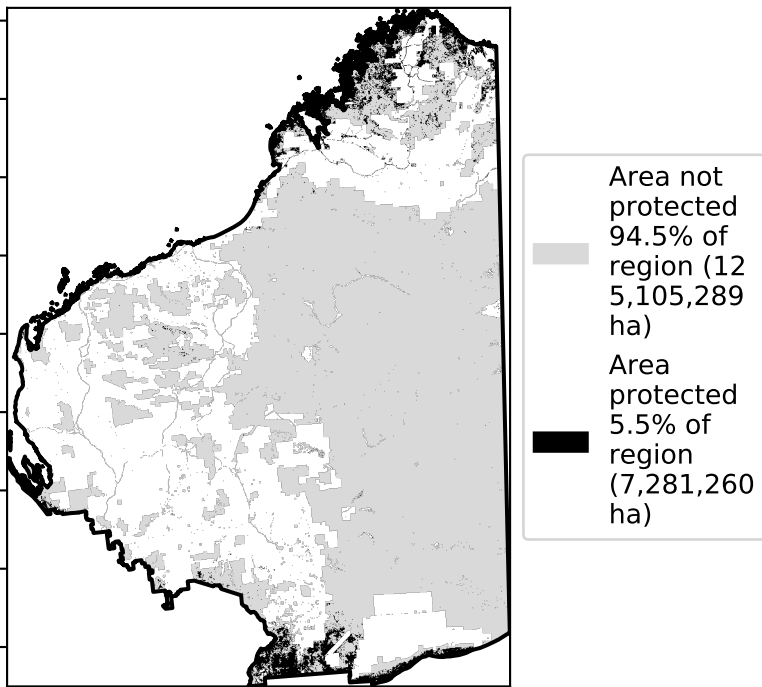 Area not
protected
94.5% of
region (12
5,105,289
ha)
Area
protected
5.5% of
region
(7,281,260
ha)